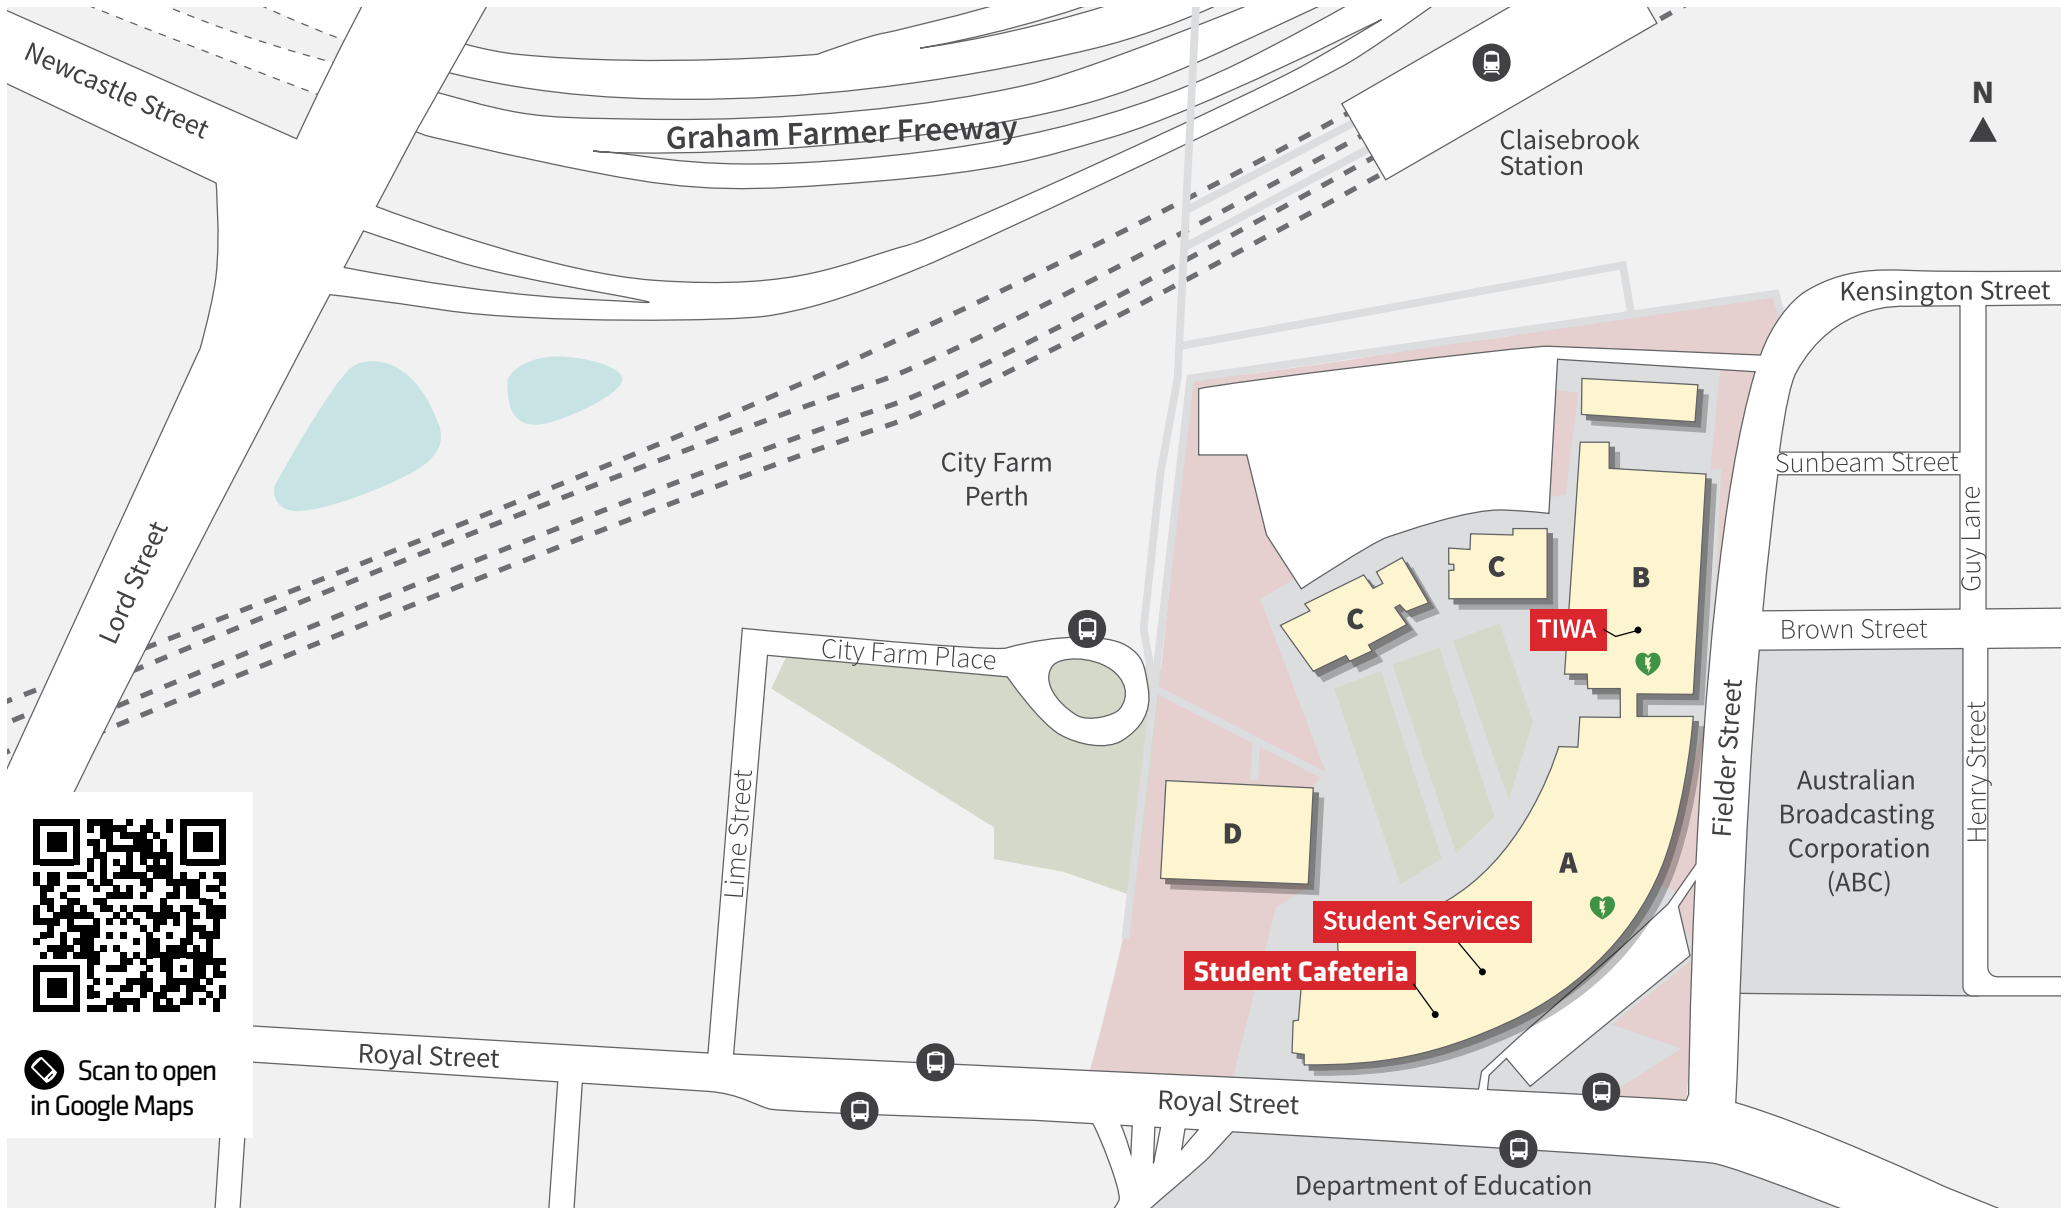 Newcastle Street
Graham Farmer Freeway
N
Claisebrook
Station
Kensington Street
City Farm
Perth
Sunbeam Street
Guy Lane
Lord Street
C
C
B
TIWA
Brown Street
City Farm Place
Fielder Street
Henry Street
Lime Street
Australian
Broadcasting
Corporation
(ABC)
D
A
Student Services
Student Cafeteria
Royal Street
Scan to open
in Google Maps
Royal Street
Department of Education